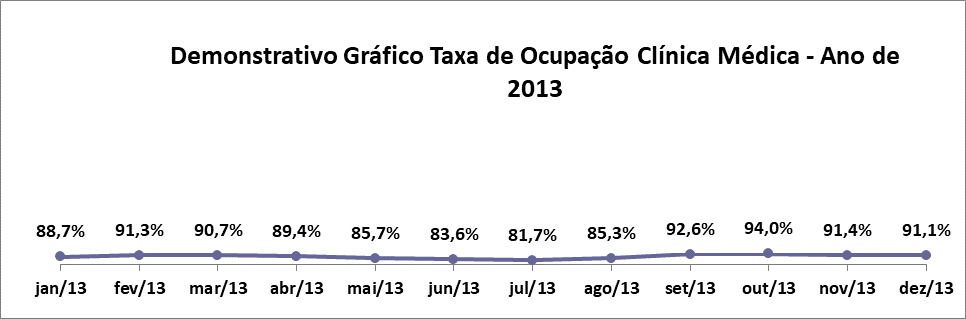 Demonstrativo Gráfico Taxa de Ocupação Clínica Médica - Ano de
2013
88,7% 91,3% 90,7% 89,4% 85,7% 83,6% 81,7% 85,3% 92,6% 94,0% 91,4% 91,1%
jan/13 fev/13 mar/13 abr/13 mai/13 jun/13 jul/13 ago/13 set/13 out/13 nov/13 dez/13